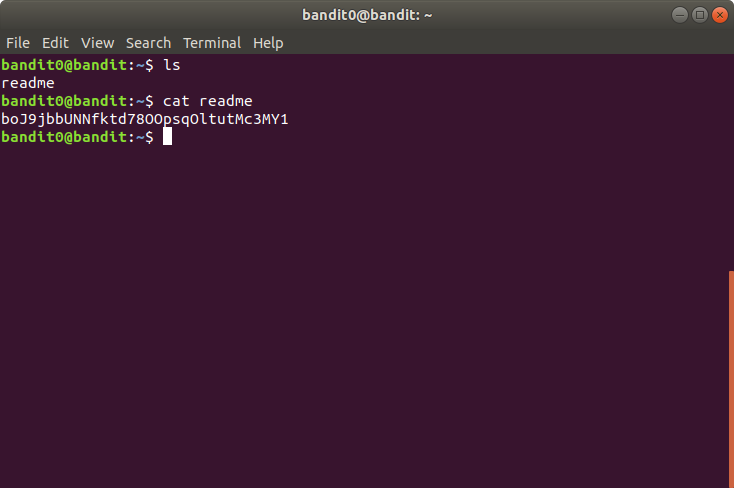 bandit0@bandit: ~
File Edit View Search Terminal Help
bandit0@bandit:~$ ls
readme
bandit0@bandit:~$ cat readme
boJ9jbbUNNfktd78OOpsqOltutMc3MY1
bandit0@bandit:~$